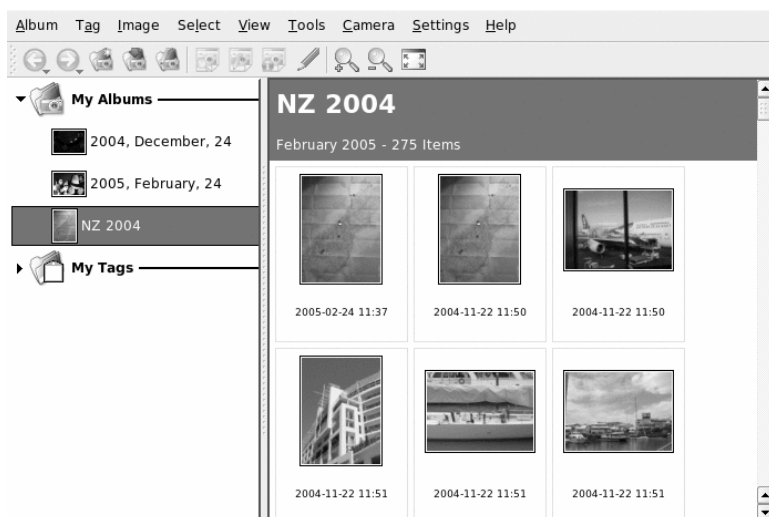 Album Tag Image Select View Tools Camera Settings Help
My Albums
2004, December, 24
2005, February, 24
NZ 2004
My Tags
NZ 2004
February 2005 - 275 Items
2005-02-24 11:37 2004-11-22 11:50 2004-11-22 11:50
2004-11-22 11:51 2004-11-22 11:51 2004-11-22 11:51